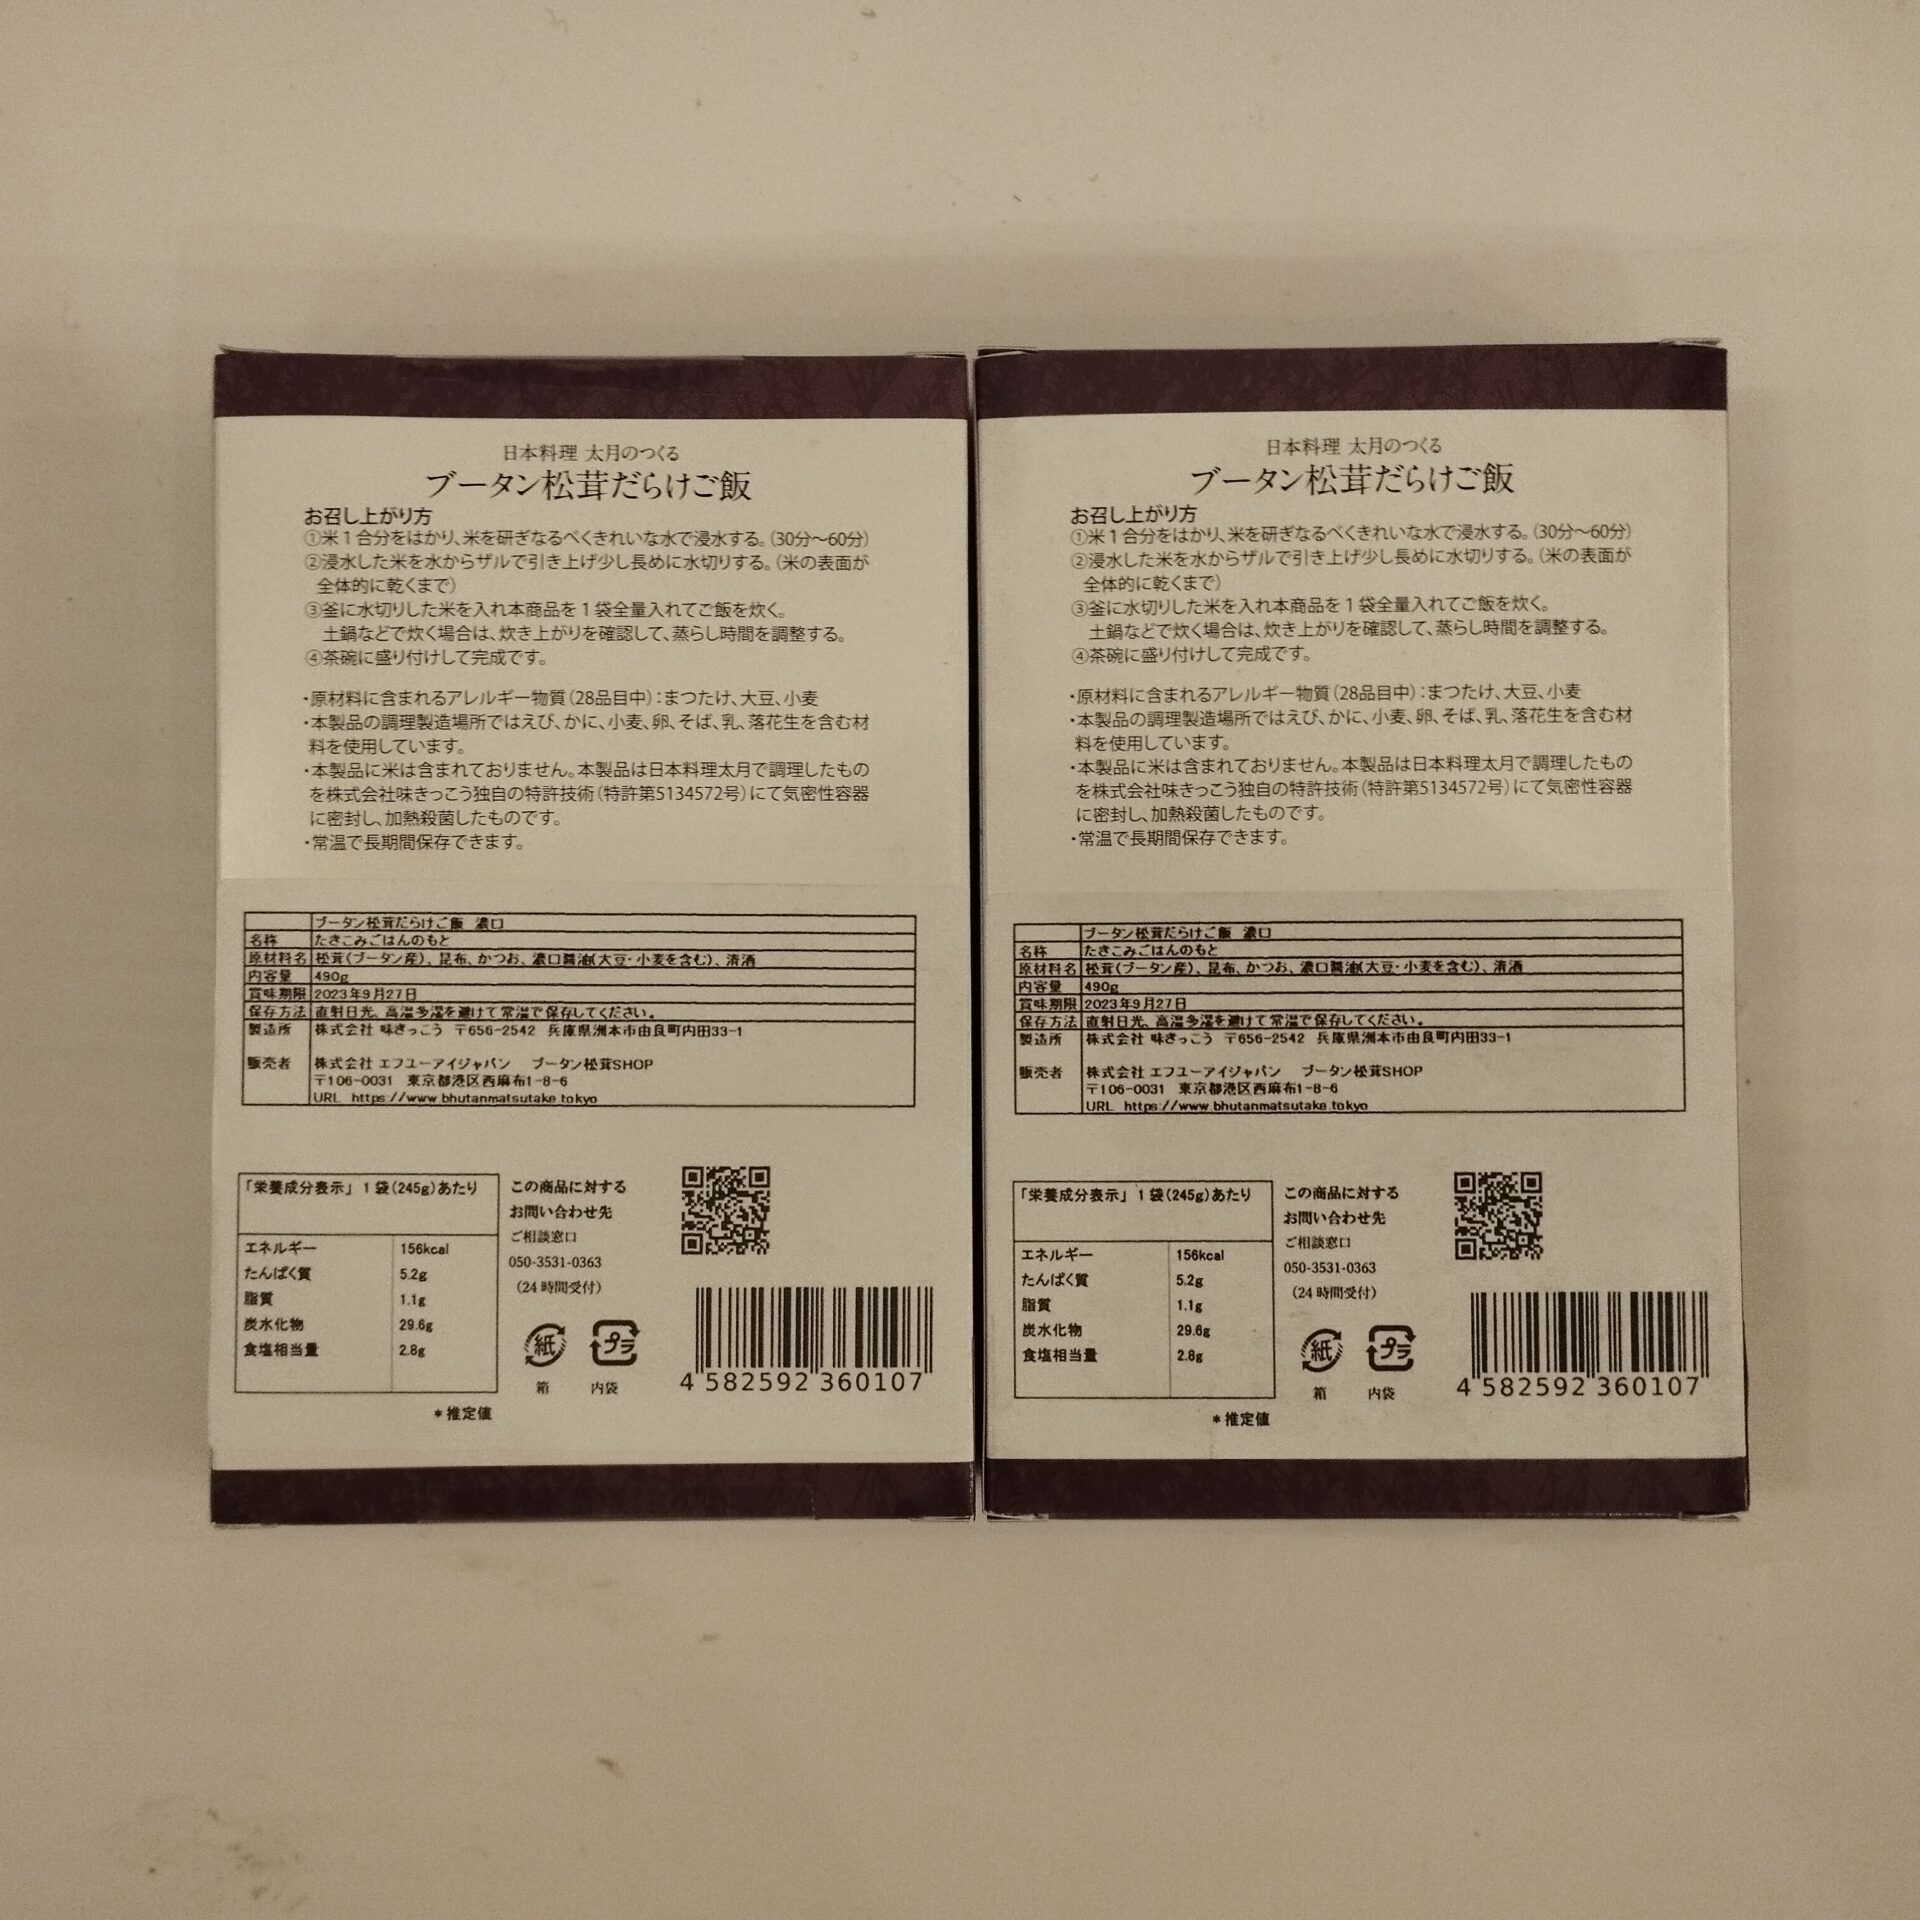 日本料理 太月のつくる
ブータン松茸だらけご飯
お召し上がり方
①米1合分をはかり、米を研ぎなるべくきれいな水で浸水する。(30分〜60分)
②浸水した米を水からザルで引き上げ少し長めに水切りする。(米の表面が
全体的に乾くまで)
③釜に水切りした米を入れ本商品を1袋全量入れてご飯を炊く。
土鍋などで炊く場合は、炊き上がりを確認して、蒸らし時間を調整する。
④茶碗に盛り付けして完成です。
・原材料に含まれるアレルギー物質(28品目中):まつたけ、大豆、小麦
・本製品の調理製造場所ではえび、かに、小麦、卵、そば、乳、落花生を含む材
料を使用しています。
・本製品に米は含まれておりません。本製品は日本料理太月で調理したもの
を株式会社味きっこう独自の特許技術(特許第5134572号)にて気密性容器
に密封し、加熱殺菌したものです。
・常温で長期間保存できます。
ブータン松茸だらけご飯 濃口
名称 たきこみごはんのもと
原材料名 松茸(ブータン産)、昆布、かつお、濃口醤油(大豆・小麦を含む)、清酒
内容量 490g
賞味期限 2023年9月27日
保存方法 直射日光、高温多湿を避けて常温で保存してください。
製造所 株式会社 味きっこう 〒656-2542 兵庫県洲本市由良町内田33-1
販売者 株式会社 エフユーアイジャパン ブータン松茸SHOP
〒106-0031 東京都港区西麻布1-8-6
URL https://www.bhutanmatsutake.tokyo
「栄養成分表示」 1袋(245g)あたり
エネルギー 156kcal
たんぱく質 5.2g
脂質 1.1g
炭水化物 29.6g
食塩相当量 2.8g
*推定値
この商品に対する
お問い合わせ先
ご相談窓口
050-3531-0363
(24時間受付)
紙 プラ
箱 内袋
4 582592 360107
日本料理 太月のつくる
ブータン松茸だらけご飯
お召し上がり方
①米1合分をはかり、米を研ぎなるべくきれいな水で浸水する。(30分〜60分)
②浸水した米を水からザルで引き上げ少し長めに水切りする。(米の表面が
全体的に乾くまで)
③釜に水切りした米を入れ本商品を1袋全量入れてご飯を炊く。
土鍋などで炊く場合は、炊き上がりを確認して、蒸らし時間を調整する。
④茶碗に盛り付けして完成です。
・原材料に含まれるアレルギー物質(28品目中):まつたけ、大豆、小麦
・本製品の調理製造場所ではえび、かに、小麦、卵、そば、乳、落花生を含む材
料を使用しています。
・本製品に米は含まれておりません。本製品は日本料理太月で調理したもの
を株式会社味きっこう独自の特許技術(特許第5134572号)にて気密性容器
に密封し、加熱殺菌したものです。
・常温で長期間保存できます。
ブータン松茸だらけご飯 濃口
名称 たきこみごはんのもと
原材料名 松茸(ブータン産)、昆布、かつお、濃口醤油(大豆・小麦を含む)、清酒
内容量 490g
賞味期限 2023年9月27日
保存方法 直射日光、高温多湿を避けて常温で保存してください。
製造所 株式会社 味きっこう 〒656-2542 兵庫県洲本市由良町内田33-1
販売者 株式会社 エフユーアイジャパン ブータン松茸SHOP
〒106-0031 東京都港区西麻布1-8-6
URL https://www.bhutanmatsutake.tokyo
「栄養成分表示」 1袋(245g)あたり
エネルギー 156kcal
たんぱく質 5.2g
脂質 1.1g
炭水化物 29.6g
食塩相当量 2.8g
*推定値
この商品に対する
お問い合わせ先
ご相談窓口
050-3531-0363
(24時間受付)
紙 プラ
箱 内袋
4 582592 360107